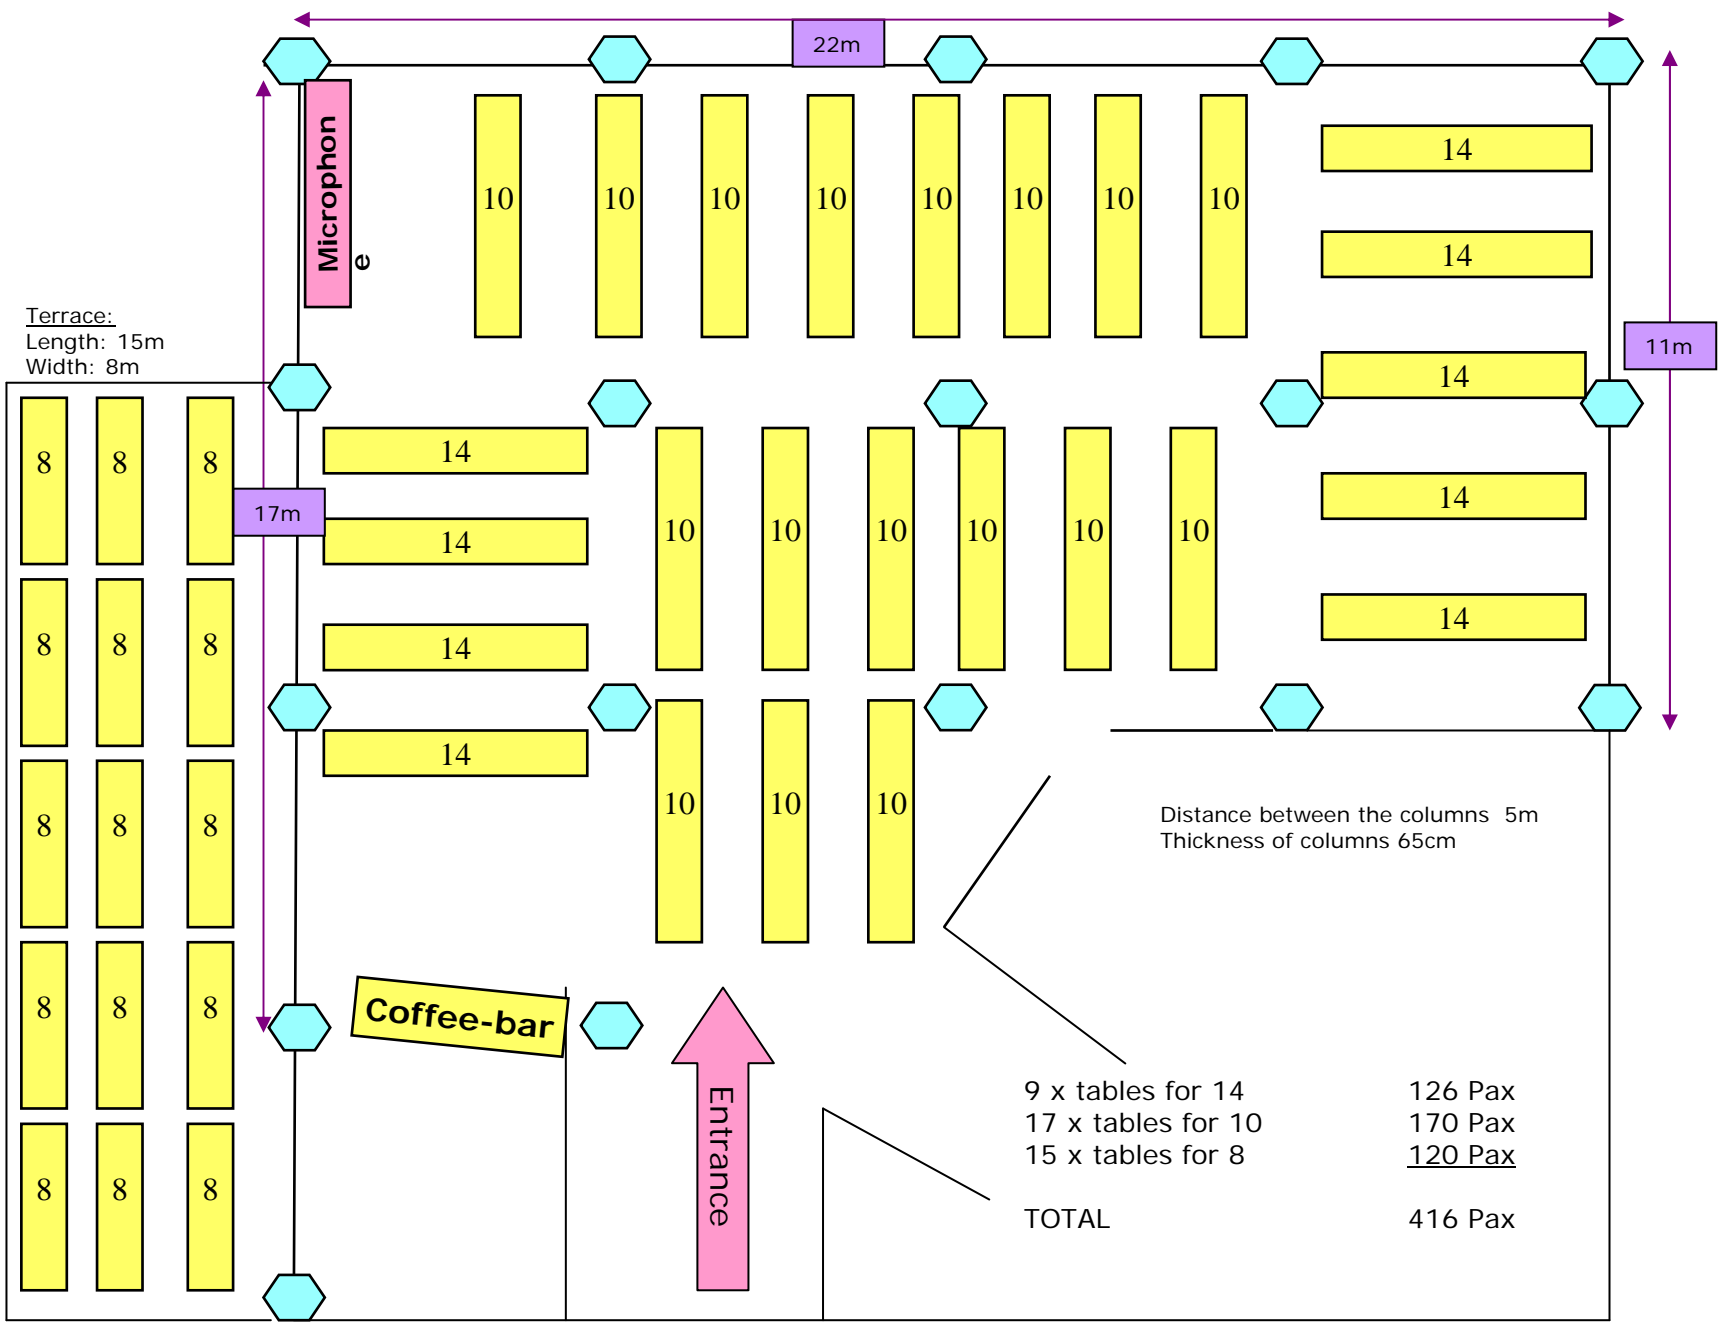 22m
Microphon
e
10 10 10 10 10 10 10 10
14
14
14
14
14
11m
Terrace:
Length: 15m
Width: 8m
17m
14
14
14
14
10 10 10 10 10 10
10 10 10
8 8 8
8 8 8
8 8 8
8 8 8
8 8 8
Distance between the columns 5m
Thickness of columns 65cm
Coffee-bar
Entrance
9 x tables for 14 126 Pax
17 x tables for 10 170 Pax
15 x tables for 8 120 Pax
TOTAL 416 Pax